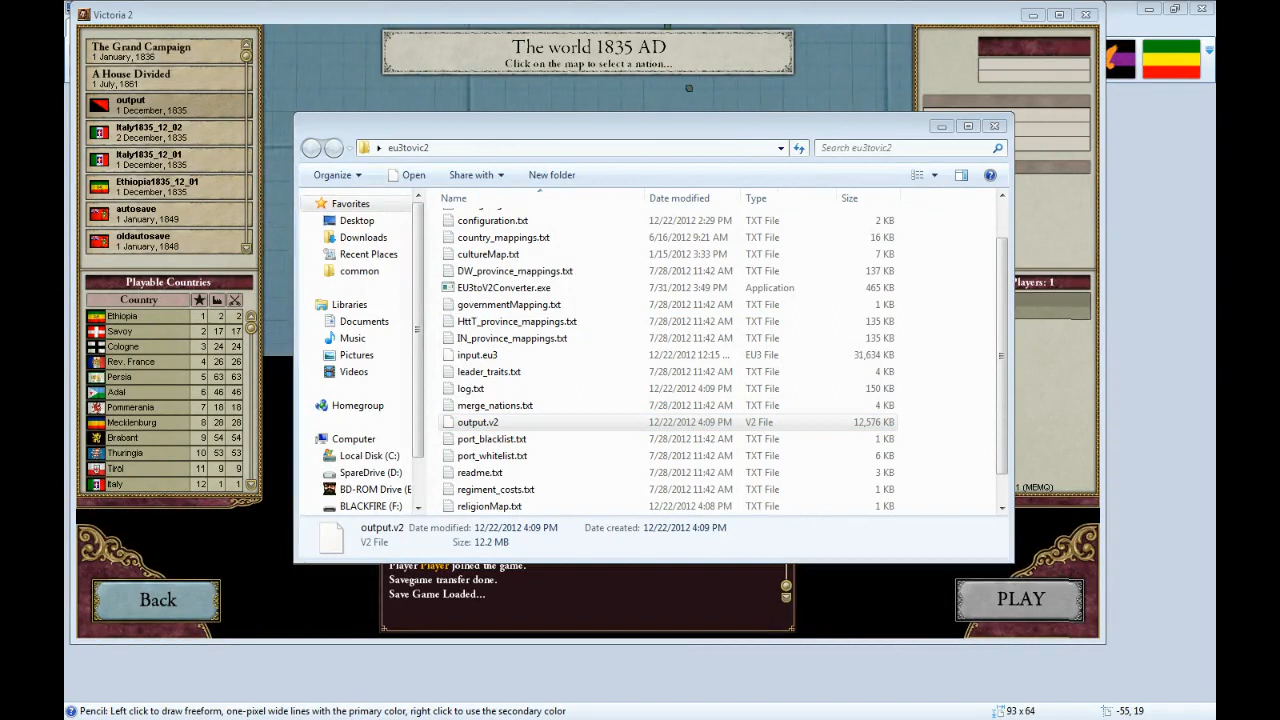 Victoria 2
The Grand Campaign
1 January, 1836
A House Divided
1 July, 1861
output
1 December, 1835
Italy1835_12_02
2 December, 1835
Italy1835_12_01
1 December, 1835
Ethiopia1835_12_01
1 December, 1835
autosave
1 January, 1849
oldautosave
1 January, 1848
The world 1835 AD
Click on the map to select a nation...
Playable Countries
Country
Ethiopia 1 2 2
Savoy 2 17 17
Cologne 3 24 24
Rev. France 4 26 26
Persia 5 63 63
Adal 6 46 46
Pommerania 7 18 18
Mecklenburg 8 28 28
Brabant 9 54 54
Thuringia 10 53 53
Tirol 11 9 9
Italy 12 1 1
Back
eu3tovic2
Search eu3tovic2
Organize Open Share with New folder
Favorites
Desktop
Downloads
Recent Places
common
Libraries
Documents
Music
Pictures
Videos
Homegroup
Computer
Local Disk (C:)
SpareDrive (D:)
BD-ROM Drive (E
BLACKFIRE (F:)
Name Date modified Type Size
configuration.txt 12/22/2012 2:29 PM TXT File 2 KB
country_mappings.txt 6/16/2012 9:21 AM TXT File 16 KB
cultureMap.txt 1/15/2012 3:33 PM TXT File 7 KB
DW_province_mappings.txt 7/28/2012 11:42 AM TXT File 137 KB
EU3toV2Converter.exe 7/31/2012 3:49 PM Application 465 KB
governmentMapping.txt 7/28/2012 11:42 AM TXT File 1 KB
HttT_province_mappings.txt 7/28/2012 11:42 AM TXT File 135 KB
IN_province_mappings.txt 7/28/2012 11:42 AM TXT File 135 KB
input.eu3 12/22/2012 12:15 ... EU3 File 31,634 KB
leader_traits.txt 7/28/2012 11:42 AM TXT File 4 KB
log.txt 12/22/2012 4:09 PM TXT File 150 KB
merge_nations.txt 7/28/2012 11:42 AM TXT File 4 KB
output.v2 12/22/2012 4:09 PM V2 File 12,576 KB
port_blacklist.txt 7/28/2012 11:42 AM TXT File 1 KB
port_whitelist.txt 7/28/2012 11:42 AM TXT File 6 KB
readme.txt 7/28/2012 11:42 AM TXT File 3 KB
regiment_costs.txt 7/28/2012 11:42 AM TXT File 1 KB
religionMap.txt 12/22/2012 4:08 PM TXT File 1 KB
output.v2 Date modified: 12/22/2012 4:09 PM Date created: 12/22/2012 4:09 PM
V2 File Size: 12.2 MB
Player Player joined the game.
Savegame transfer done.
Save Game Loaded...
Players: 1
1 (MEMQ)
PLAY
Pencil: Left click to draw freeform, one-pixel wide lines with the primary color, right click to use the secondary color
93 x 64
-55, 19